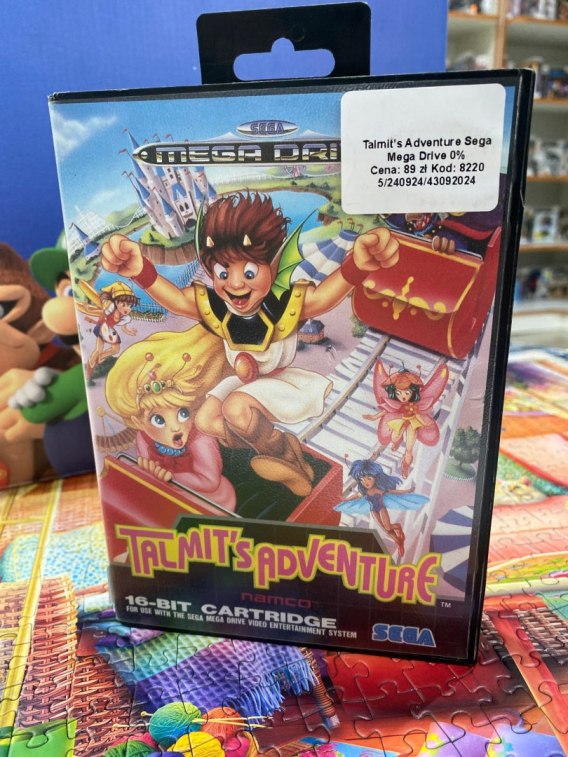 SEGA
MEGA DRI
Talmit's Adventure Sega
Mega Drive 0%
Cena: 89 zł Kod: 8220
5/240924/43092024
TALMIT'S ADVENTURE
TM
namco
16-BIT CARTRIDGE
FOR USE WITH THE SEGA MEGA DRIVE VIDEO ENTERTAINMENT SYSTEM
SEGA